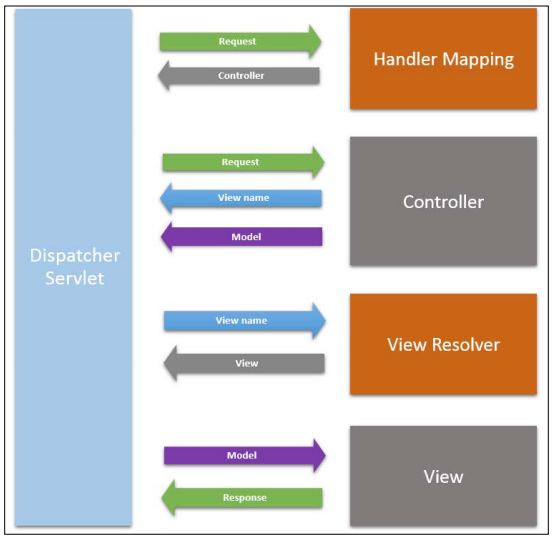 Dispatcher
Servlet
Request
Controller
Handler Mapping
Request
View name
Model
Controller
View name
View
View Resolver
Model
Response
View